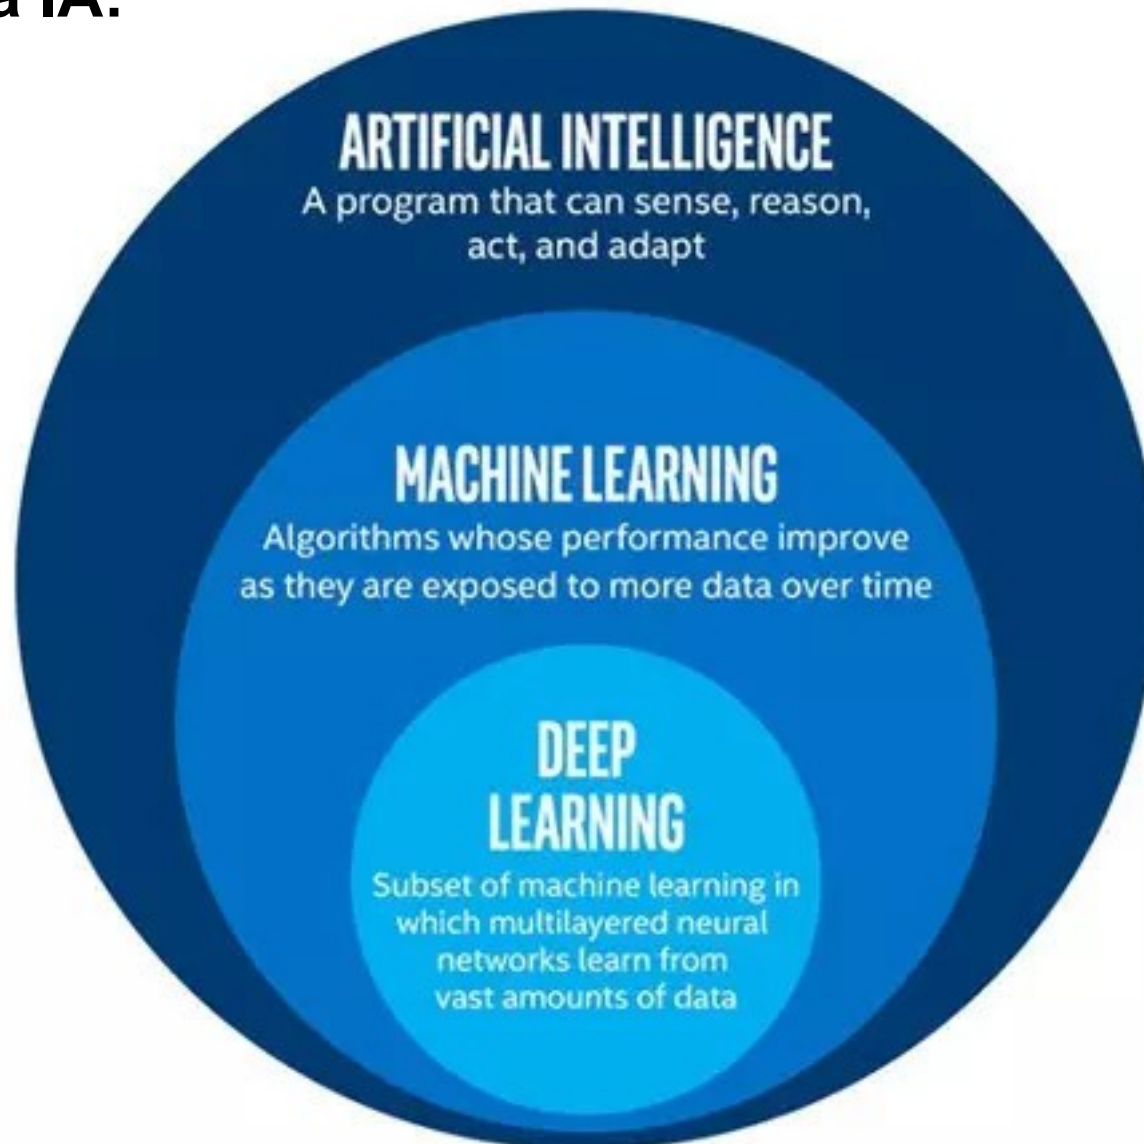 a IA.
ARTIFICIAL INTELLIGENCE
A program that can sense, reason,
act, and adapt
MACHINE LEARNING
Algorithms whose performance improve
as they are exposed to more data over time
DEEP
LEARNING
Subset of machine learning in
which multilayered neural
networks learn from
vast amounts of data